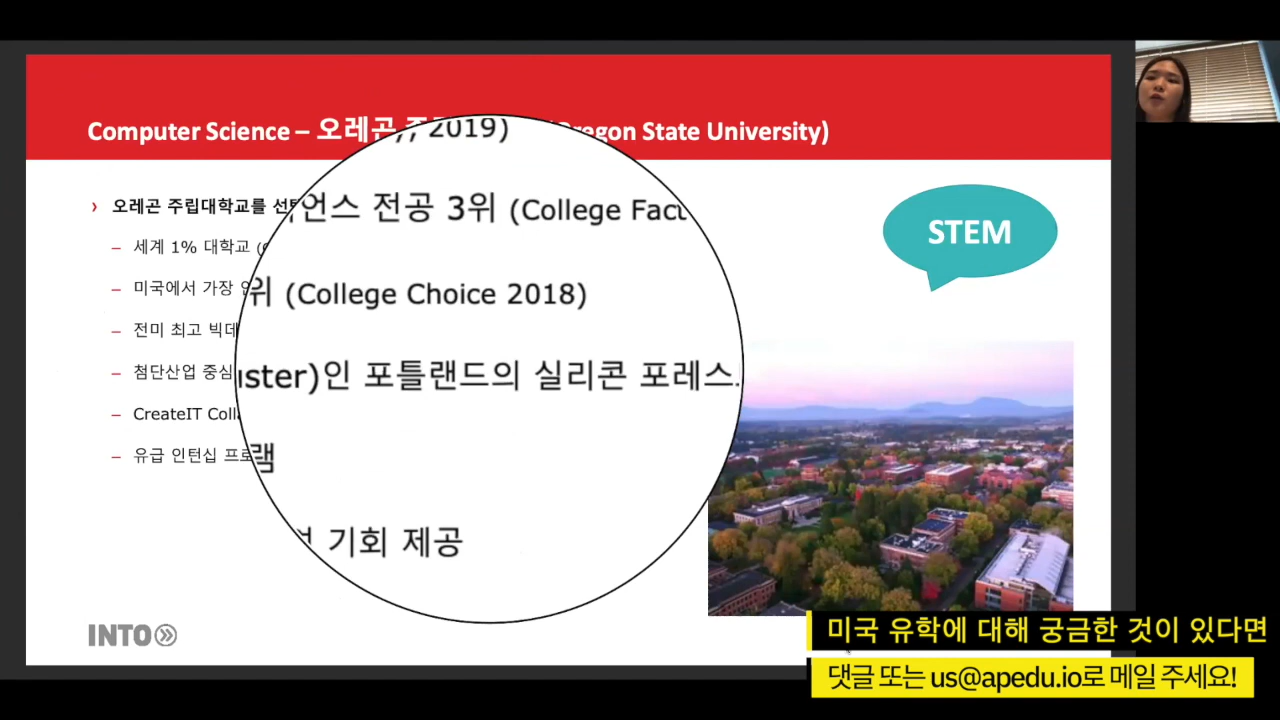 Computer Science – 오레곤 Oregon State University)
2019)
오레곤 주립대학교를
언스 전공 3위 (College Fact
STEM
세계 1% 대학교
미국에서 가장
위 (College Choice 2018)
전미 최고 빅데
첨단산업 중심
uster)인 포틀랜드의 실리콘 포레스
CreateIT
유급 인턴십 프로
램
기회 제공
INTO
미국 유학에 대해 궁금한 것이 있다면
댓글 또는 us@apedu.io로 메일 주세요!